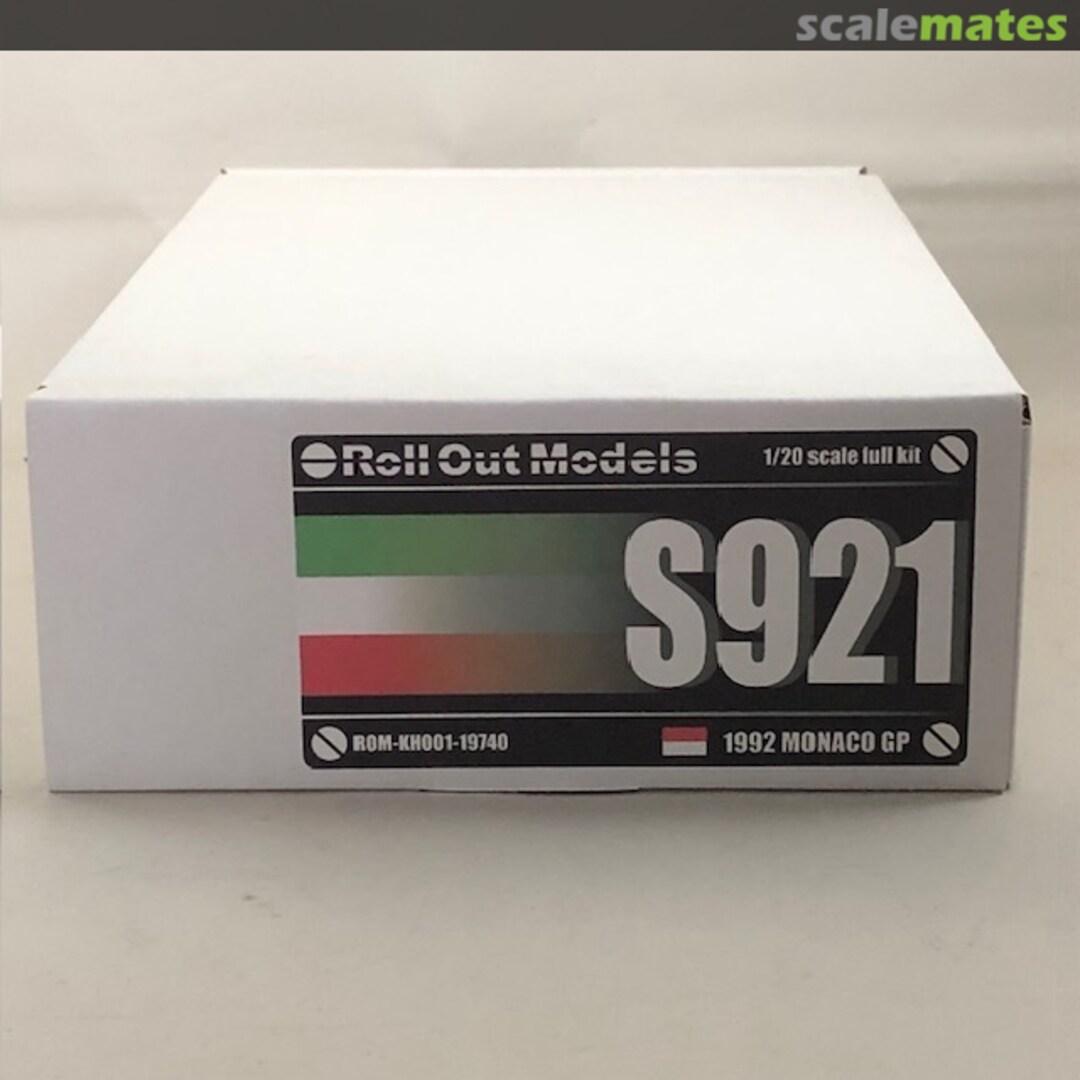 scalemates
Roll Out Models
1/20 scale full kit
S921
ROM-KH001-19740
1992 MONACO GP